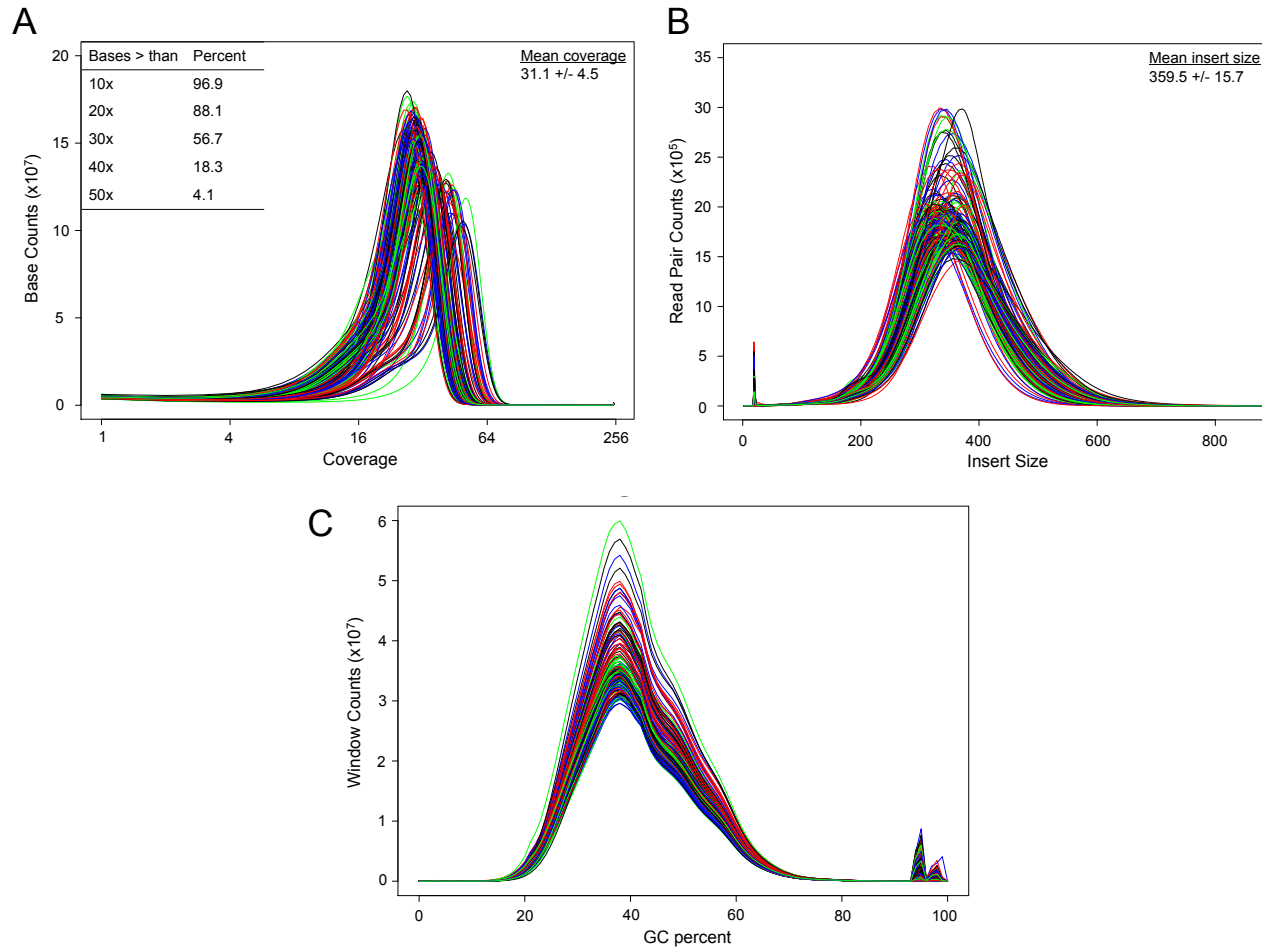 A
Bases > than Percent
10x 96.9
20x 88.1
30x 56.7
40x 18.3
50x 4.1
Mean coverage
31.1 +/- 4.5
Base Counts (x10⁷)
20
15
10
5
0
1 4 16 64 256
Coverage
B
Mean insert size
359.5 +/- 15.7
Read Pair Counts (x10⁵)
35
30
25
20
15
10
5
0
0 200 400 600 800
Insert Size
C
Window Counts (x10⁷)
6
5
4
3
2
1
0
0 20 40 60 80 100
GC percent